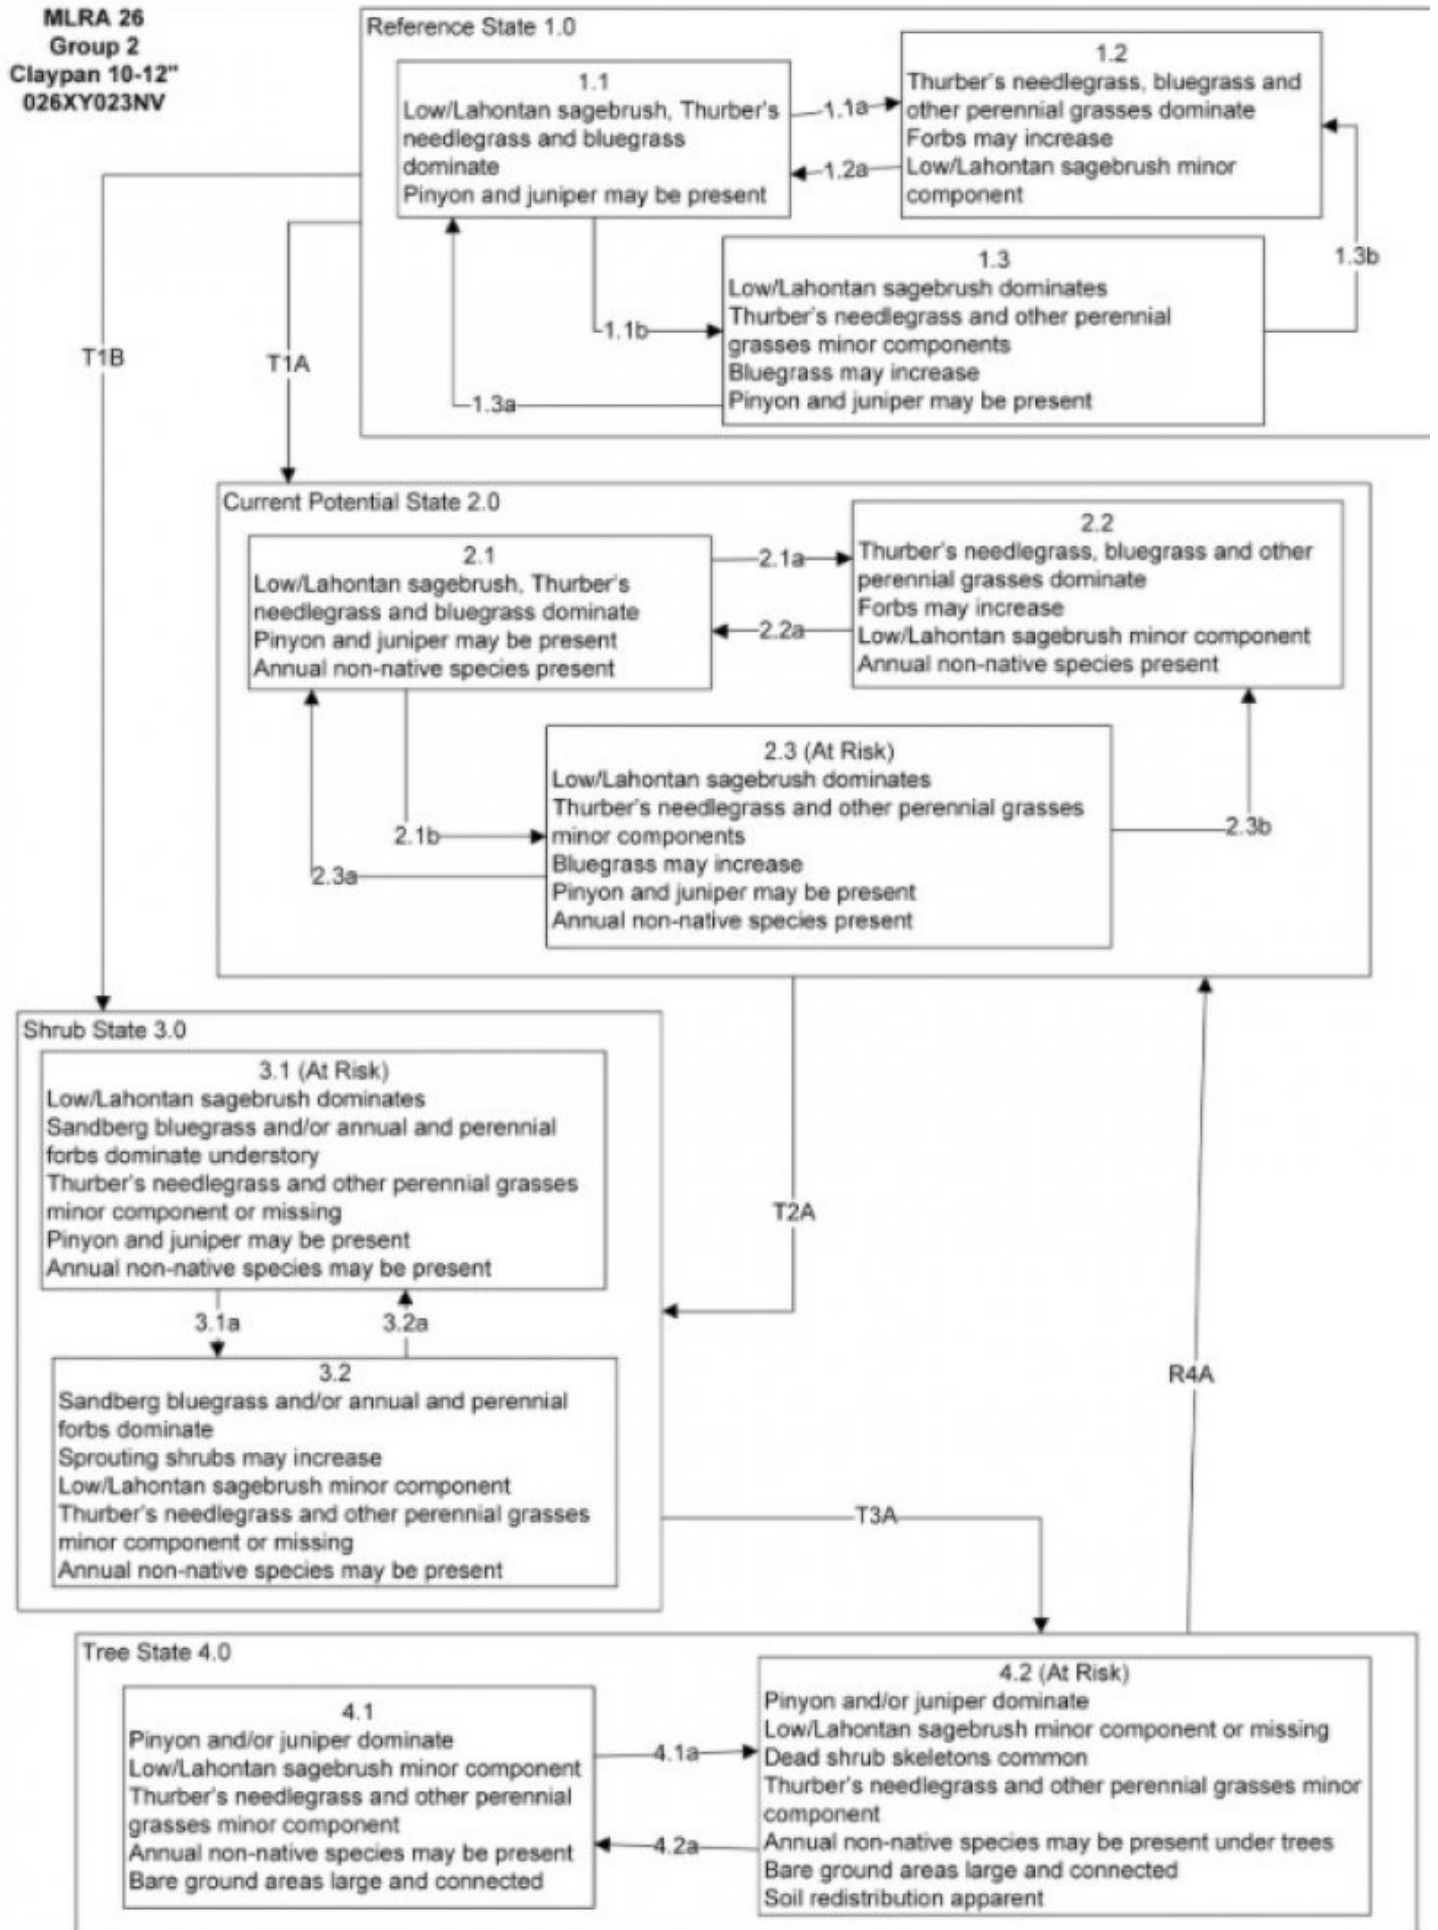 MLRA 26
Group 2
Claypan 10-12"
026XY023NV
Reference State 1.0
1.1
Low/Lahontan sagebrush, Thurber's
needlegrass and bluegrass
dominate
Pinyon and juniper may be present
1.1a
1.2a
1.2
Thurber's needlegrass, bluegrass and
other perennial grasses dominate
Forbs may increase
Low/Lahontan sagebrush minor
component
1.3
Low/Lahontan sagebrush dominates
Thurber's needlegrass and other perennial
grasses minor components
Bluegrass may increase
Pinyon and juniper may be present
1.1b
1.3a
1.3b
T1B
T1A
Current Potential State 2.0
2.1
Low/Lahontan sagebrush, Thurber's
needlegrass and bluegrass dominate
Pinyon and juniper may be present
Annual non-native species present
2.1a
2.2a
2.2
Thurber's needlegrass, bluegrass and other
perennial grasses dominate
Forbs may increase
Low/Lahontan sagebrush minor component
Annual non-native species present
2.3 (At Risk)
Low/Lahontan sagebrush dominates
Thurber's needlegrass and other perennial grasses
minor components
Bluegrass may increase
Pinyon and juniper may be present
Annual non-native species present
2.1b
2.3a
2.3b
Shrub State 3.0
3.1 (At Risk)
Low/Lahontan sagebrush dominates
Sandberg bluegrass and/or annual and perennial
forbs dominate understory
Thurber's needlegrass and other perennial grasses
minor component or missing
Pinyon and juniper may be present
Annual non-native species may be present
3.1a
3.2a
3.2
Sandberg bluegrass and/or annual and perennial
forbs dominate
Sprouting shrubs may increase
Low/Lahontan sagebrush minor component
Thurber's needlegrass and other perennial grasses
minor component or missing
Annual non-native species may be present
T2A
R4A
T3A
Tree State 4.0
4.1
Pinyon and/or juniper dominate
Low/Lahontan sagebrush minor component
Thurber's needlegrass and other perennial
grasses minor component
Annual non-native species may be present
Bare ground areas large and connected
4.1a
4.2a
4.2 (At Risk)
Pinyon and/or juniper dominate
Low/Lahontan sagebrush minor component or missing
Dead shrub skeletons common
Thurber's needlegrass and other perennial grasses minor
component
Annual non-native species may be present under trees
Bare ground areas large and connected
Soil redistribution apparent